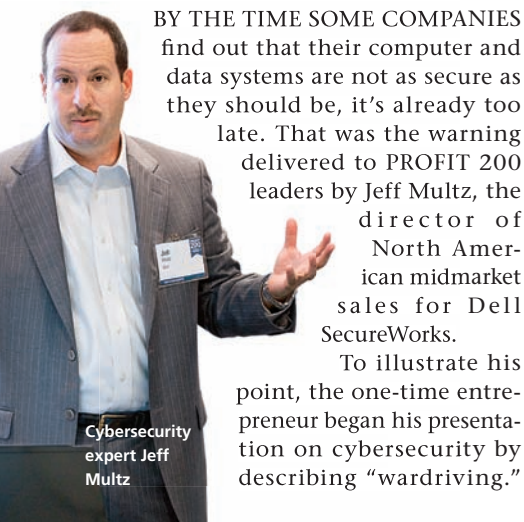 BY THE TIME SOME COMPANIES
find out that their computer and
data systems are not as secure as
they should be, it's already too
late. That was the warning
delivered to PROFIT 200
leaders by Jeff Multz, the
director of
North Amer-
ican midmarket
sales for Dell
SecureWorks.
To illustrate his
point, the one-time entre-
preneur began his presenta-
tion on cybersecurity by
describing “wardriving.”
Cybersecurity
expert Jeff
Multz